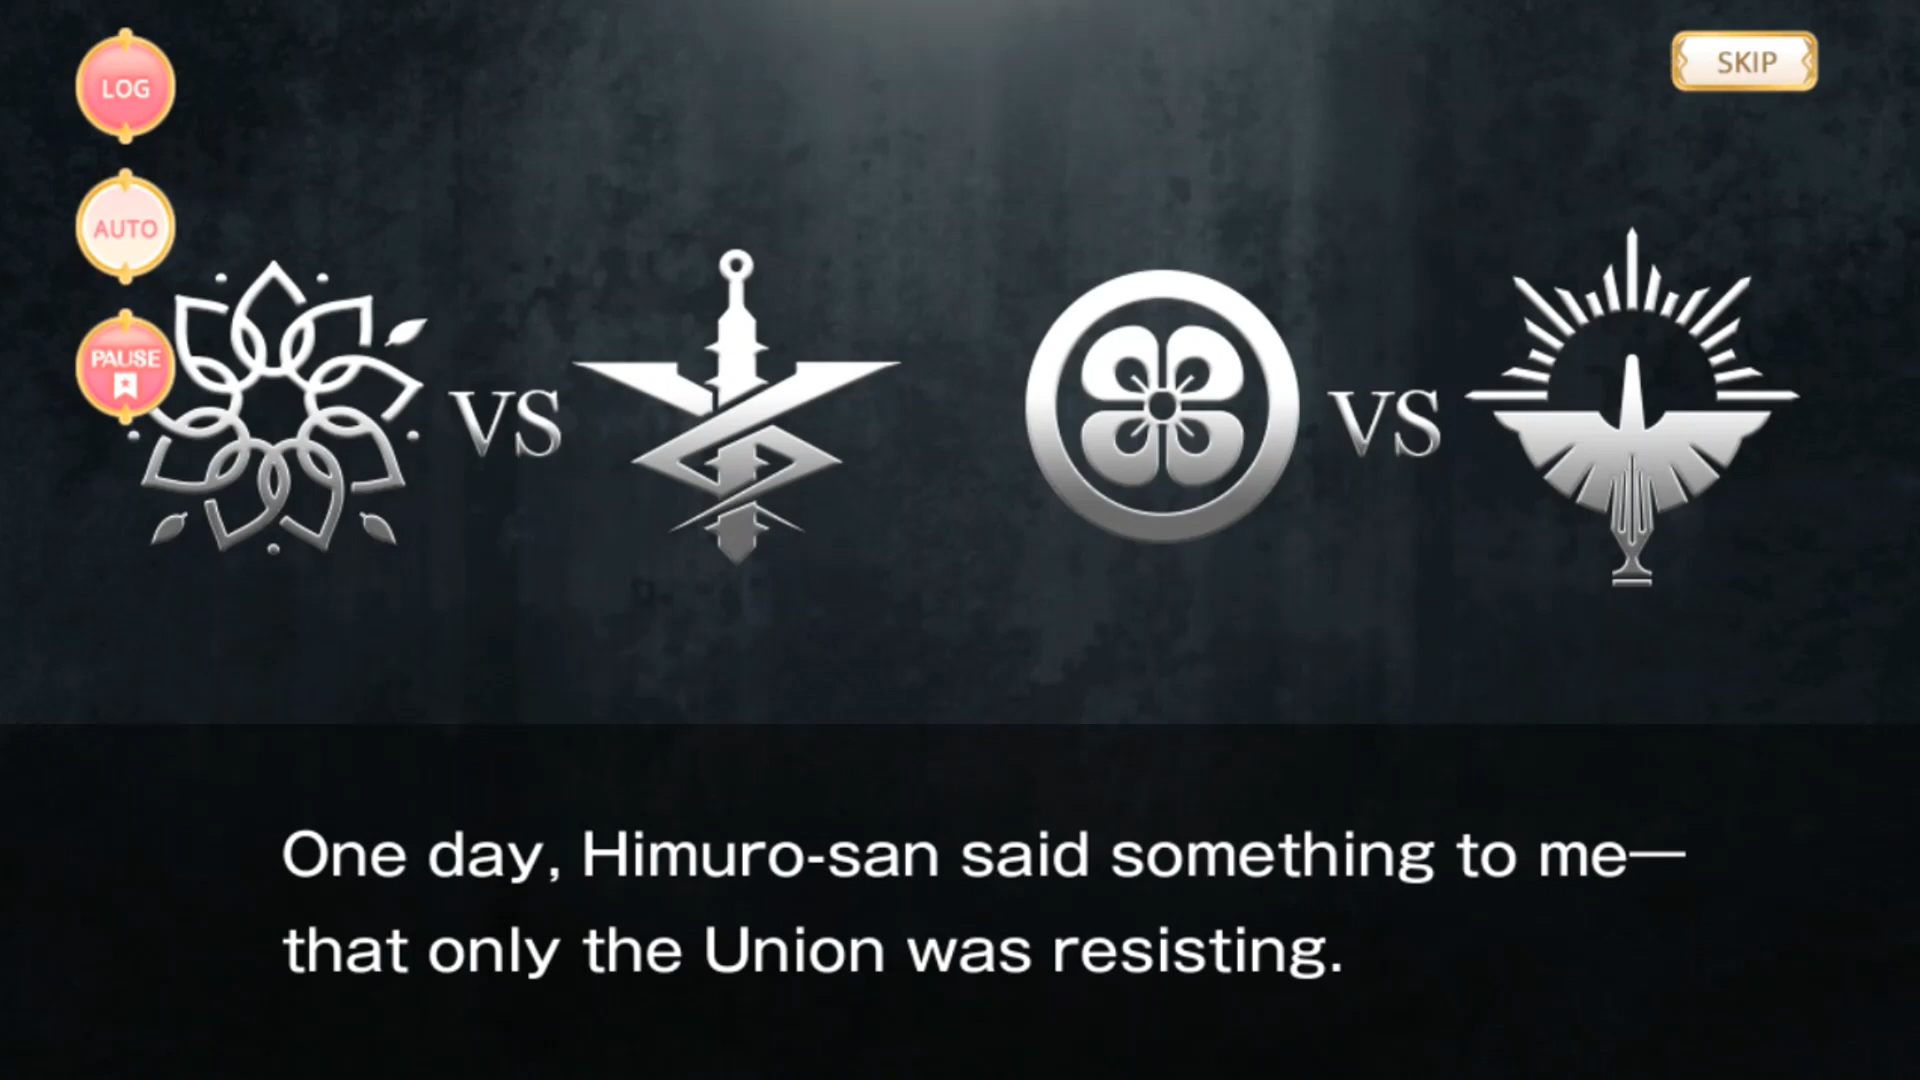 LOG
SKIP
AUTO
PAUSE
VS
VS
One day, Himuro-san said something to me—
that only the Union was resisting.